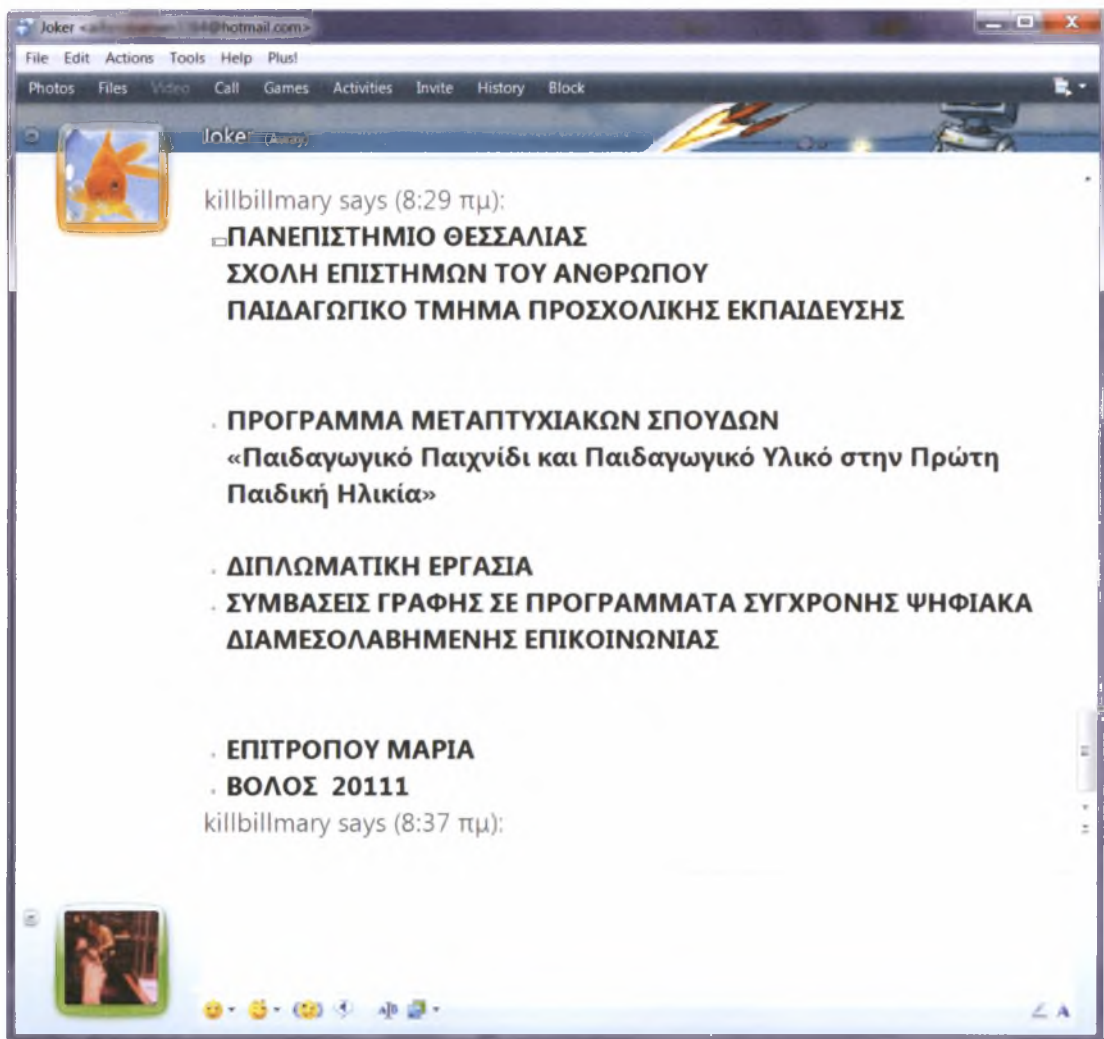 Joker
@hotmail.com>
File Edit Actions Tools Help Plus!
Photos Files Video Call Games Activities Invite History Block
Joker (Away)
killbillmary says (8:29 πμ):
ΠΑΝΕΠΙΣΤΗΜΙΟ ΘΕΣΣΑΛΙΑΣ
ΣΧΟΛΗ ΕΠΙΣΤΗΜΩΝ ΤΟΥ ΑΝΘΡΩΠΟΥ
ΠΑΙΔΑΓΩΓΙΚΟ ΤΜΗΜΑ ΠΡΟΣΧΟΛΙΚΗΣ ΕΚΠΑΙΔΕΥΣΗΣ
ΠΡΟΓΡΑΜΜΑ ΜΕΤΑΠΤΥΧΙΑΚΩΝ ΣΠΟΥΔΩΝ
«Παιδαγωγικό Παιχνίδι και Παιδαγωγικό Υλικό στην Πρώτη
Παιδική Ηλικία»
ΔΙΠΛΩΜΑΤΙΚΗ ΕΡΓΑΣΙΑ
ΣΥΜΒΑΣΕΙΣ ΓΡΑΦΗΣ ΣΕ ΠΡΟΓΡΑΜΜΑΤΑ ΣΥΓΧΡΟΝΗΣ ΨΗΦΙΑΚΑ
ΔΙΑΜΕΣΟΛΑΒΗΜΕΝΗΣ ΕΠΙΚΟΙΝΩΝΙΑΣ
ΕΠΙΤΡΟΠΟΥ ΜΑΡΙΑ
ΒΟΛΟΣ 20111
killbillmary says (8:37 πμ):